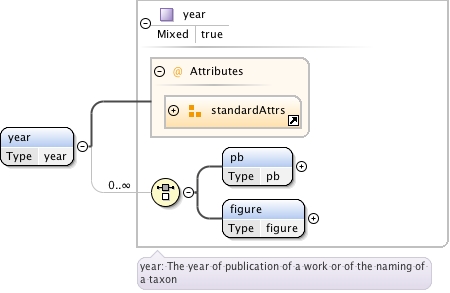 year
Mixed true
@ Attributes
standardAttrs
year
Type year
0..∞
pb
Type pb
figure
Type figure
year: The year of publication of a work or of the naming of
a taxon